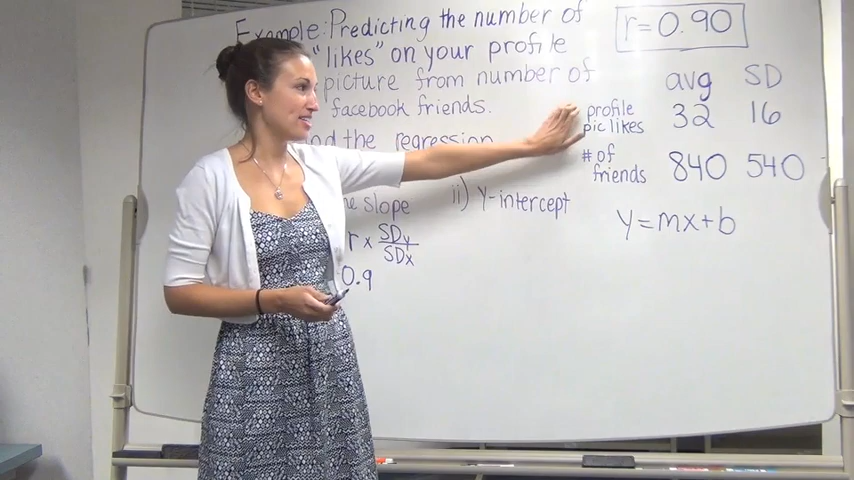 Example: Predicting the number of
"likes" on your profile
picture from number of
facebook friends.
the regression
slope
r x SDy
SDx
0.9
ii) Y-intercept
r=0.90
avg SD
profile
pic likes 32 16
# of
friends 840 540
y=mx+b